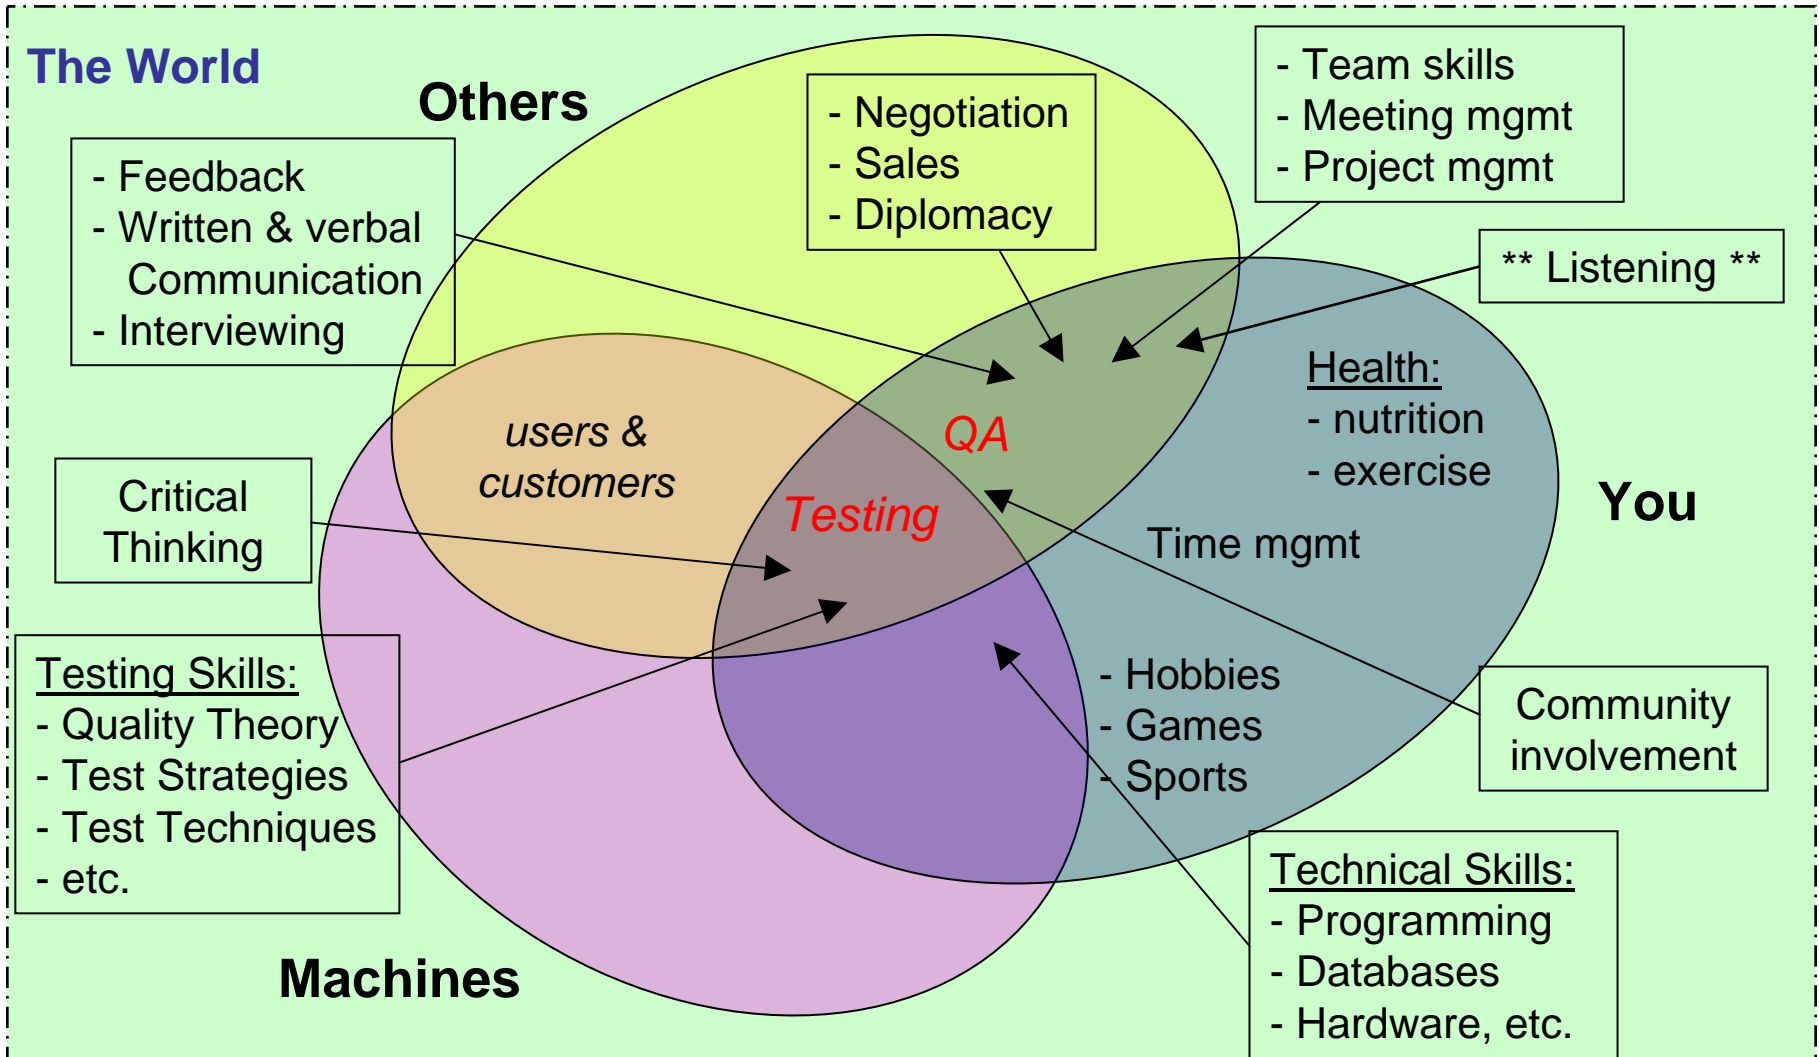 The World
Others
- Feedback
- Written & verbal
Communication
- Interviewing
- Negotiation
- Sales
- Diplomacy
- Team skills
- Meeting mgmt
- Project mgmt
** Listening **
Health:
- nutrition
- exercise
users &
customers
QA
Testing
You
Time mgmt
Critical
Thinking
Testing Skills:
- Quality Theory
- Test Strategies
- Test Techniques
- etc.
- Hobbies
- Games
- Sports
Community
involvement
Technical Skills:
- Programming
- Databases
- Hardware, etc.
Machines